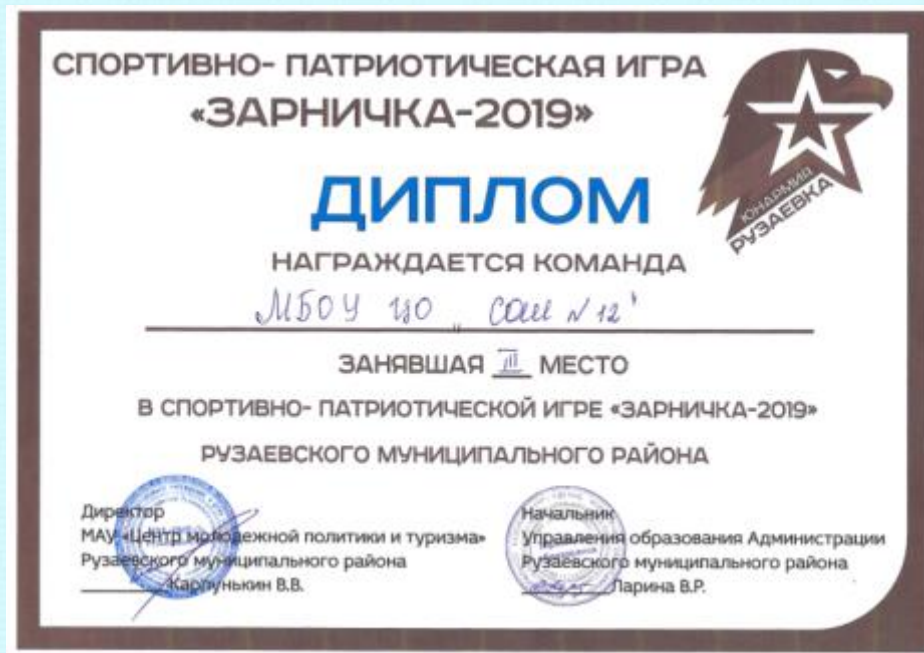 СПОРТИВНО- ПАТРИОТИЧЕСКАЯ ИГРА
«ЗАРНИЧКА-2019»
ЮНАРМИЯ
РУЗАЕВКА
ДИПЛОМ
НАГРАЖДАЕТСЯ КОМАНДА
МБОУ ЦО „СОШ N 12"
ЗАНЯВШАЯ III МЕСТО
В СПОРТИВНО- ПАТРИОТИЧЕСКОЙ ИГРЕ «ЗАРНИЧКА-2019»
РУЗАЕВСКОГО МУНИЦИПАЛЬНОГО РАЙОНА
Директор
МАУ «Центр молодежной политики и туризма»
Рузаевского муниципального района
Карпунькин В.В.
Начальник
Управления образования Администрации
Рузаевского муниципального района
Ларина В.Р.